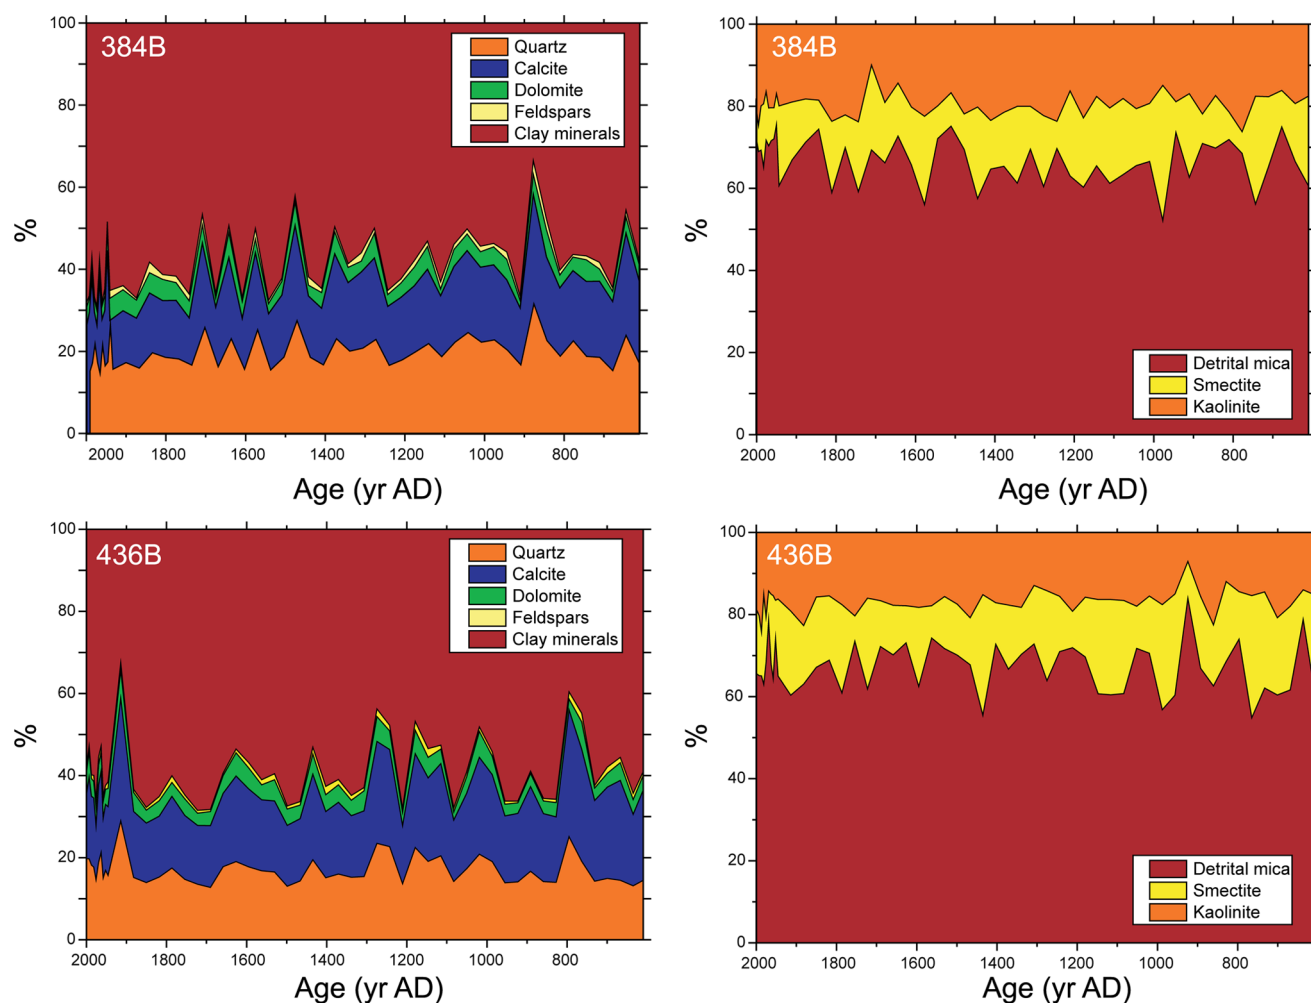 384B
Quartz
Calcite
Dolomite
Feldspars
Clay minerals
100
80
60
40
20
0
%
2000 1800 1600 1400 1200 1000 800
Age (yr AD)
384B
Detrital mica
Smectite
Kaolinite
100
80
60
40
20
0
%
2000 1800 1600 1400 1200 1000 800
Age (yr AD)
436B
Quartz
Calcite
Dolomite
Feldspars
Clay minerals
100
80
60
40
20
0
%
2000 1800 1600 1400 1200 1000 800
Age (yr AD)
436B
Detrital mica
Smectite
Kaolinite
100
80
60
40
20
0
%
2000 1800 1600 1400 1200 1000 800
Age (yr AD)